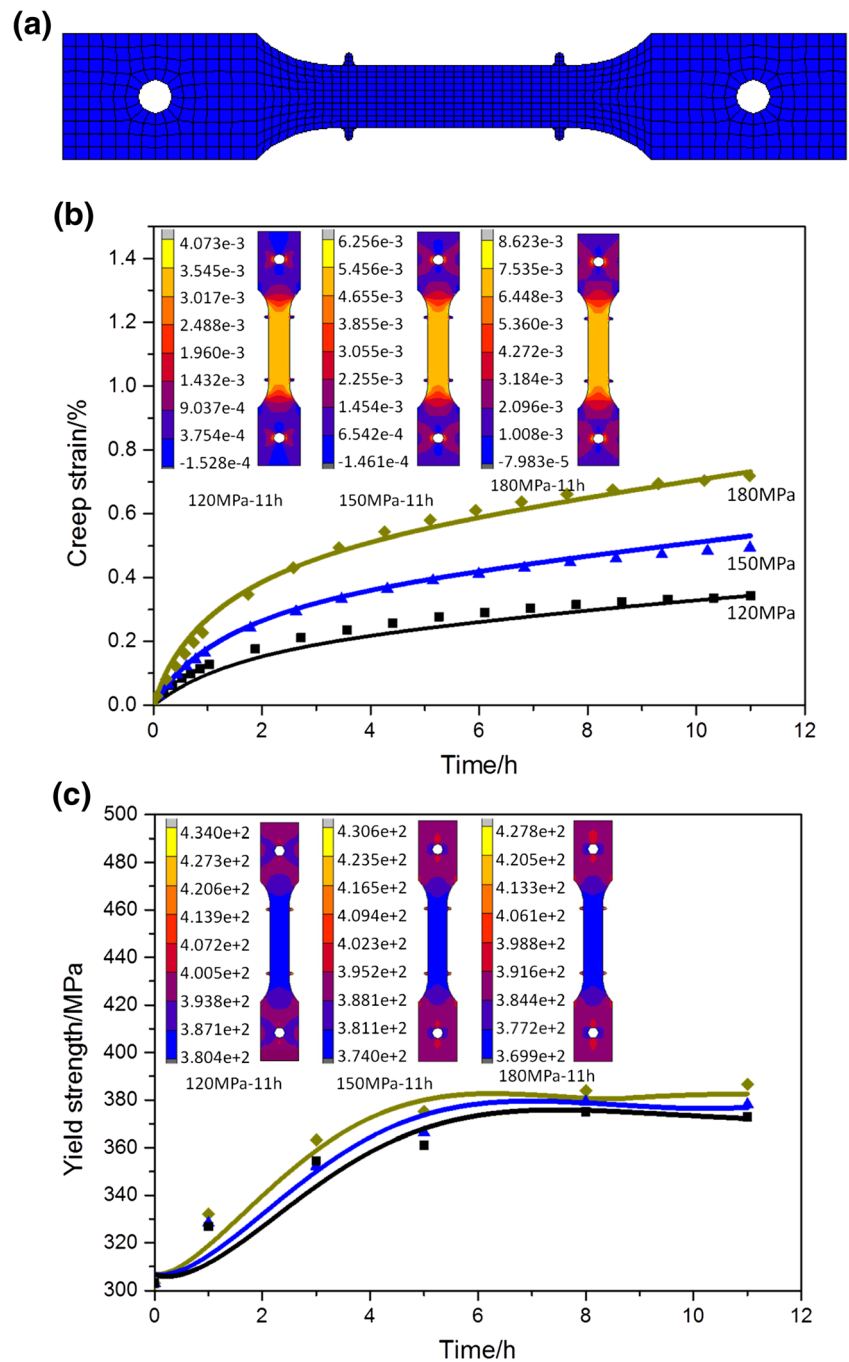 (a)
(b)
Creep strain/%
1.4
1.2
1.0
0.8
0.6
0.4
0.2
0.0
4.073e-3
3.545e-3
3.017e-3
2.488e-3
1.960e-3
1.432e-3
9.037e-4
3.754e-4
-1.528e-4
120MPa-11h
6.256e-3
5.456e-3
4.655e-3
3.855e-3
3.055e-3
2.255e-3
1.454e-3
6.542e-4
-1.461e-4
150MPa-11h
8.623e-3
7.535e-3
6.448e-3
5.360e-3
4.272e-3
3.184e-3
2.096e-3
1.008e-3
-7.983e-5
180MPa-11h
180MPa
150MPa
120MPa
0 2 4 6 8 10 12
Time/h
(c)
Yield strength/MPa
500
480
460
440
420
400
380
360
340
320
300
4.340e+2
4.273e+2
4.206e+2
4.139e+2
4.072e+2
4.005e+2
3.938e+2
3.871e+2
3.804e+2
120MPa-11h
4.306e+2
4.235e+2
4.165e+2
4.094e+2
4.023e+2
3.952e+2
3.881e+2
3.811e+2
3.740e+2
150MPa-11h
4.278e+2
4.205e+2
4.133e+2
4.061e+2
3.988e+2
3.916e+2
3.844e+2
3.772e+2
3.699e+2
180MPa-11h
0 2 4 6 8 10 12
Time/h